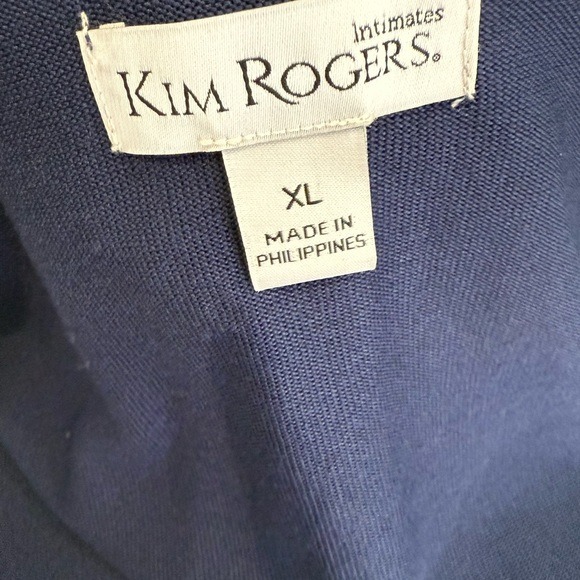 Intimates
KIM ROGERS®
XL
MADE IN
PHILIPPINES